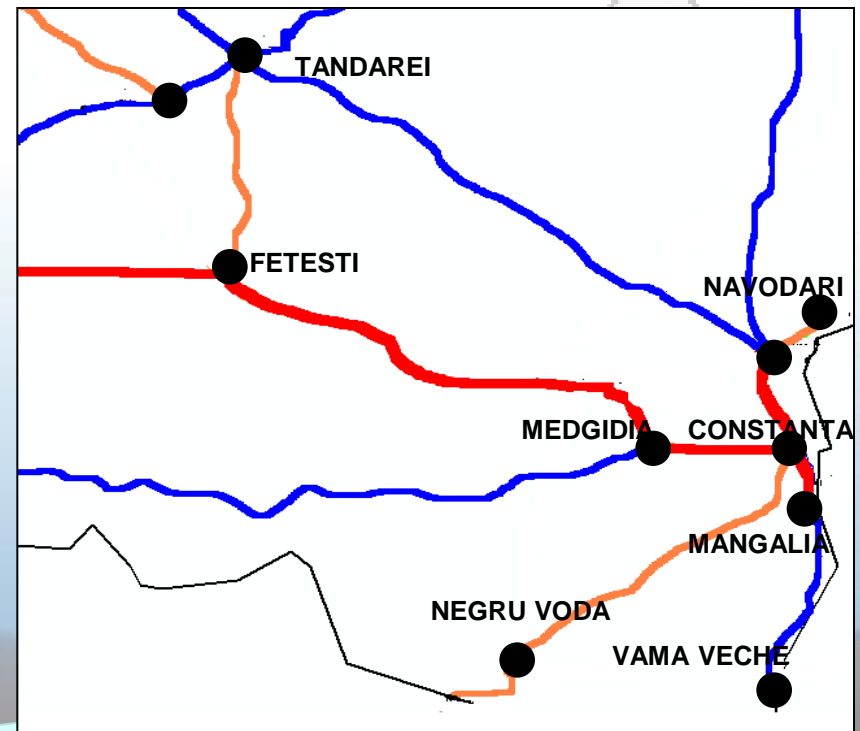 TANDAREI
FETESTI
NAVODARI
MEDGIDIA
CONSTANTA
MANGALIA
NEGRU VODA
VAMA VECHE